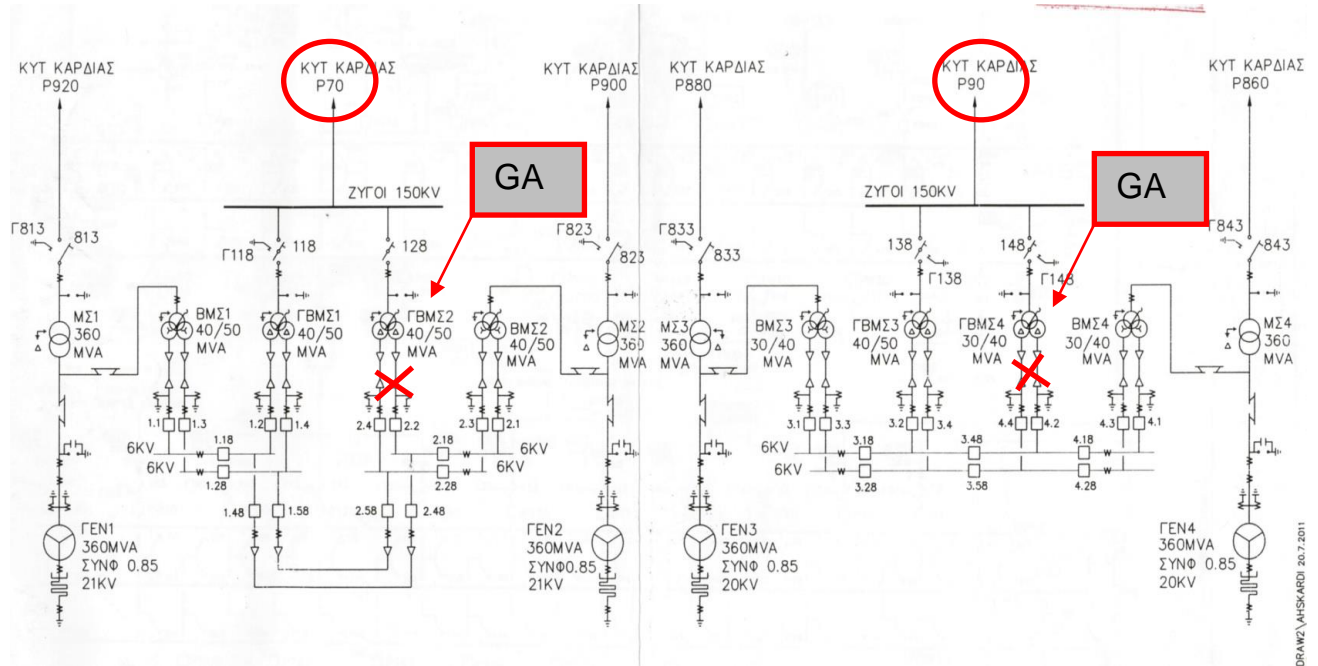 ΚΥΤ ΚΑΡΔΙΑΣ
P920
ΚΥΤ ΚΑΡΔΙΑΣ
P70
ΚΥΤ ΚΑΡΔΙΑΣ
P900
ΚΥΤ ΚΑΡΔΙΑΣ
P880
ΚΥΤ ΚΑΡΔΙΑΣ
P90
ΚΥΤ ΚΑΡΔΙΑΣ
P860
GA
GA
ΖΥΓΟΙ 150KV
ΖΥΓΟΙ 150KV
Γ813
813
Γ118
118
128
Γ823
823
Γ833
833
138
Γ138
148
Γ148
Γ843
843
ΜΣ1
360
MVA
ΒΜΣ1
40/50
MVA
ΓΒΜΣ1
40/50
MVA
ΓΒΜΣ2
40/50
MVA
ΒΜΣ2
40/50
MVA
ΜΣ2
360
MVA
ΜΣ3
360
MVA
ΒΜΣ3
30/40
MVA
ΓΒΜΣ3
40/50
MVA
ΓΒΜΣ4
30/40
MVA
ΒΜΣ4
30/40
MVA
ΜΣ4
360
MVA
1.1
1.3
1.2
1.4
2.4
2.2
2.3
2.1
3.1
3.3
3.2
3.4
4.4
4.2
4.3
4.1
6KV
1.18
2.18
6KV
6KV
1.28
2.28
6KV
6KV
3.18
3.48
4.18
6KV
3.28
3.58
4.28
1.48
1.58
2.58
2.48
ΓΕΝ1
360MVA
ΣΥΝΦ 0.85
21KV
ΓΕΝ2
360MVA
ΣΥΝΦ0.85
21KV
ΓΕΝ3
360MVA
ΣΥΝΦ 0.85
20KV
ΓΕΝ4
360MVA
ΣΥΝΦ 0.85
20KV
DRAW2\AHSKARDI 20.7.2011